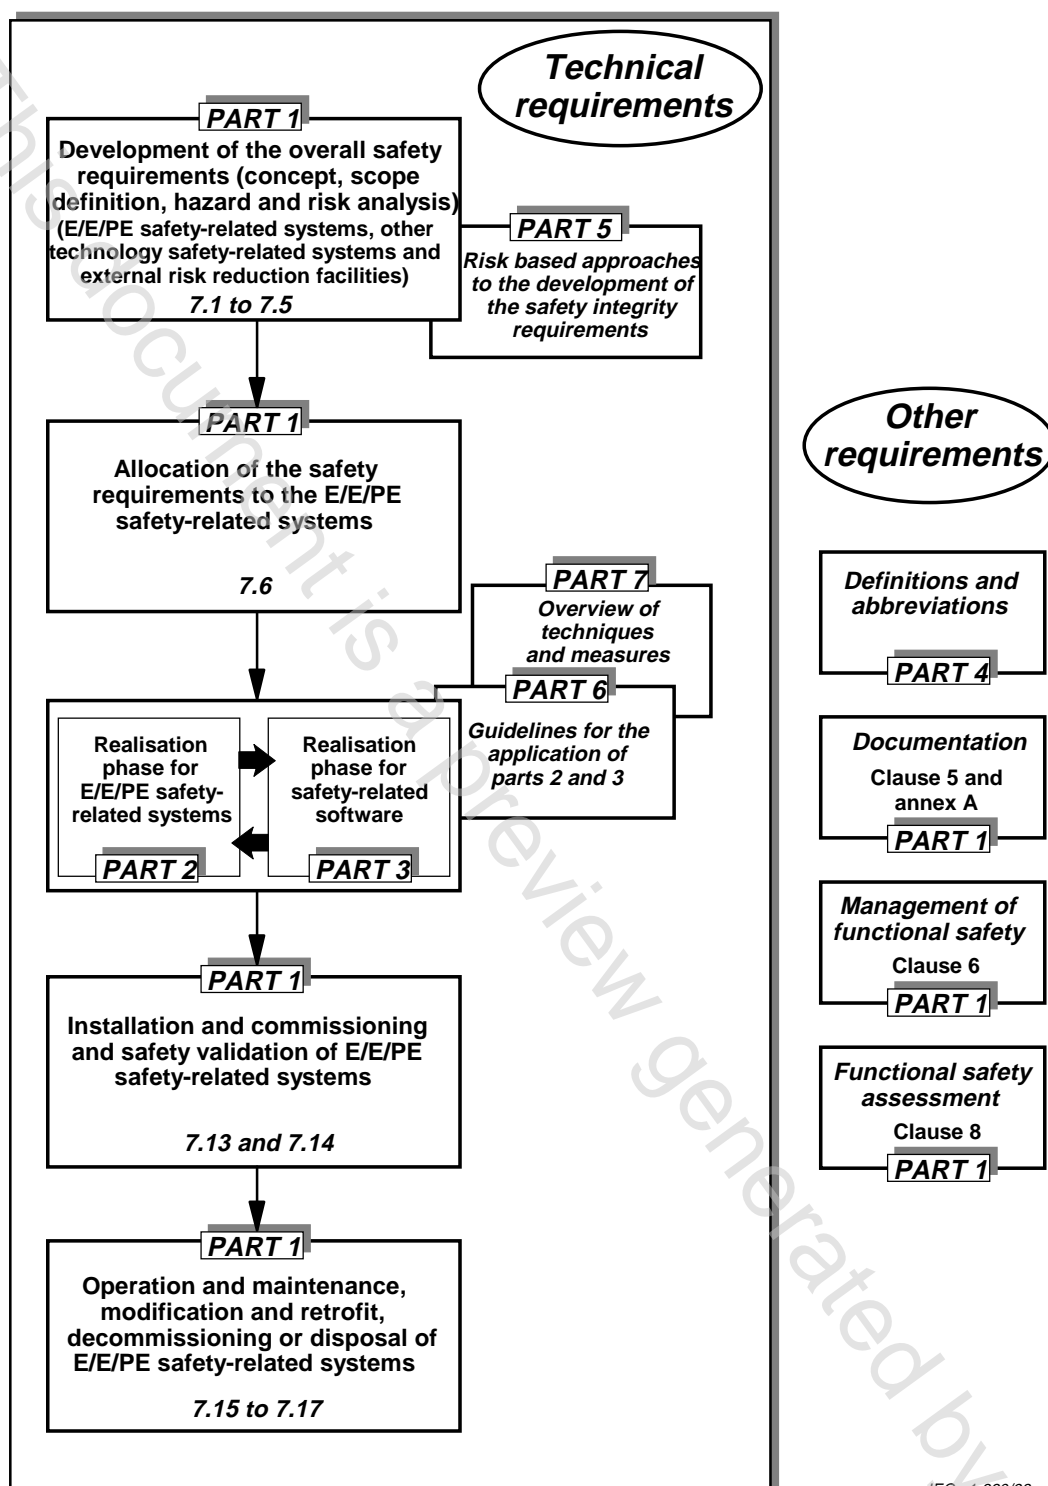 Technical
requirements
PART 1
Development of the overall safety
requirements (concept, scope
definition, hazard and risk analysis)
(E/E/PE safety-related systems, other
technology safety-related systems and
external risk reduction facilities)
7.1 to 7.5
PART 5
Risk based approaches
to the development of
the safety integrity
requirements
PART 1
Allocation of the safety
requirements to the E/E/PE
safety-related systems
7.6
PART 7
Overview of
techniques
and measures
PART 6
Guidelines for the
application of
parts 2 and 3
Realisation
phase for
E/E/PE safety-
related systems
PART 2
Realisation
phase for
safety-related
software
PART 3
PART 1
Installation and commissioning
and safety validation of E/E/PE
safety-related systems
7.13 and 7.14
PART 1
Operation and maintenance,
modification and retrofit,
decommissioning or disposal of
E/E/PE safety-related systems
7.15 to 7.17
Other
requirements
Definitions and
abbreviations
PART 4
Documentation
Clause 5 and
annex A
PART 1
Management of
functional safety
Clause 6
PART 1
Functional safety
assessment
Clause 8
PART 1
This document is a preview generated by